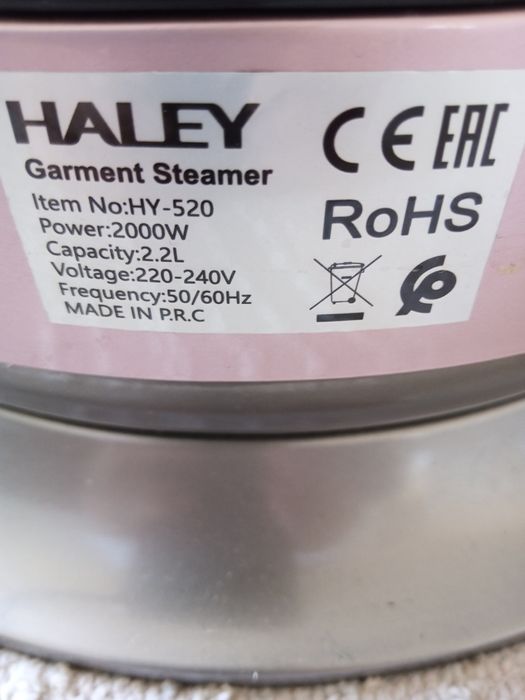 HALEY
Garment Steamer
Item No:HY-520
Power:2000W
Capacity:2.2L
Voltage:220-240V
Frequency:50/60Hz
MADE IN P.R.C
CE EAC
RoHS